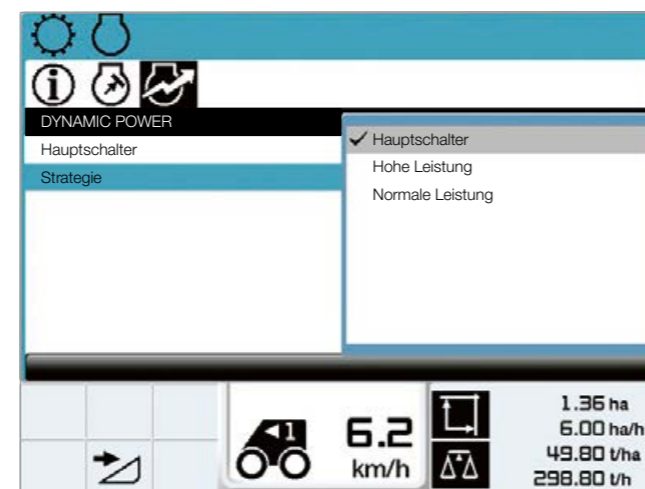 DYNAMIC POWER
Hauptschalter
Strategie
Hauptschalter
Hohe Leistung
Normale Leistung
1
6.2
km/h
1.36 ha
6.00 ha/h
49.80 t/ha
298.80 t/h